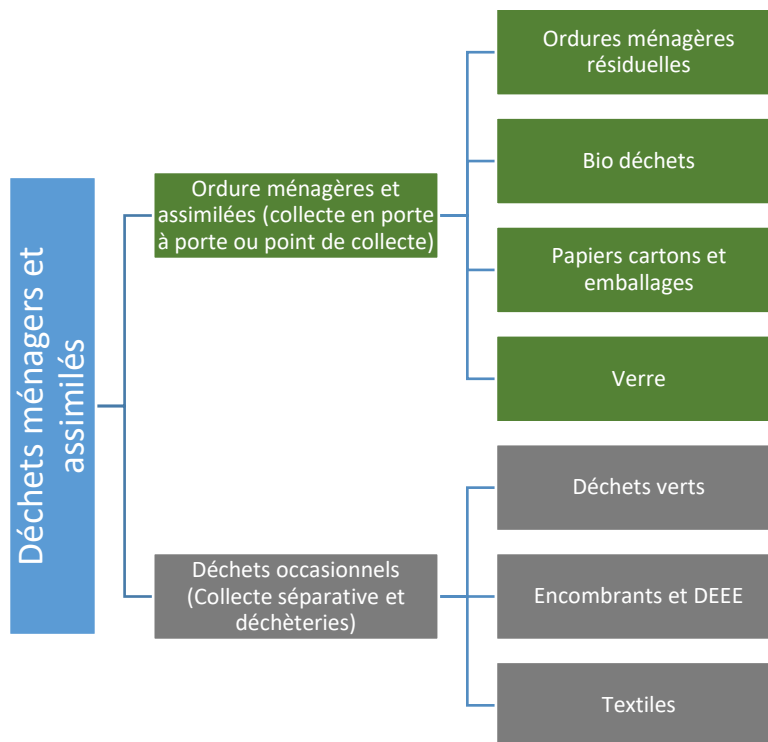 Déchets ménagers et
assimilés
Ordure ménagères et
assimilées (collecte en porte
à porte ou point de collecte)
Ordures ménagères
résiduelles
Bio déchets
Papiers cartons et
emballages
Verre
Déchets occasionnels
(Collecte séparative et
déchèteries)
Déchets verts
Encombrants et DEEE
Textiles